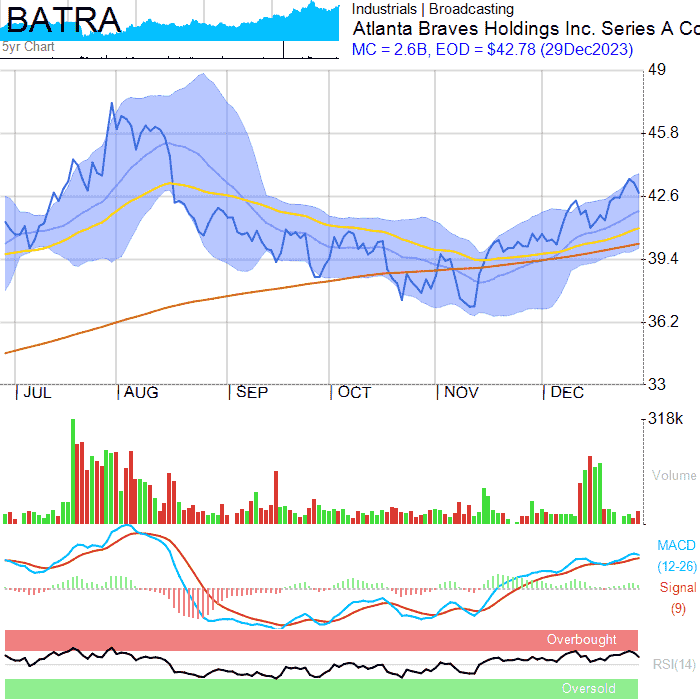 BATRA
5yr Chart
Industrials | Broadcasting
Atlanta Braves Holdings Inc. Series A Co
MC = 2.6B, EOD = $42.78 (29Dec2023)
49
45.8
42.6
39.4
36.2
33
JUL AUG SEP OCT NOV DEC
318k
Volume
MACD
(12-26)
Signal
(9)
Overbought
RSI(14)
Oversold